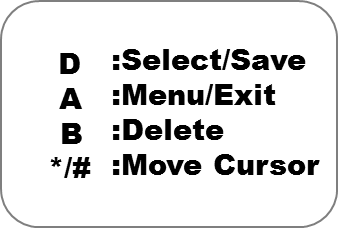 D :Select/Save
A :Menu/Exit
B :Delete
*/# :Move Cursor